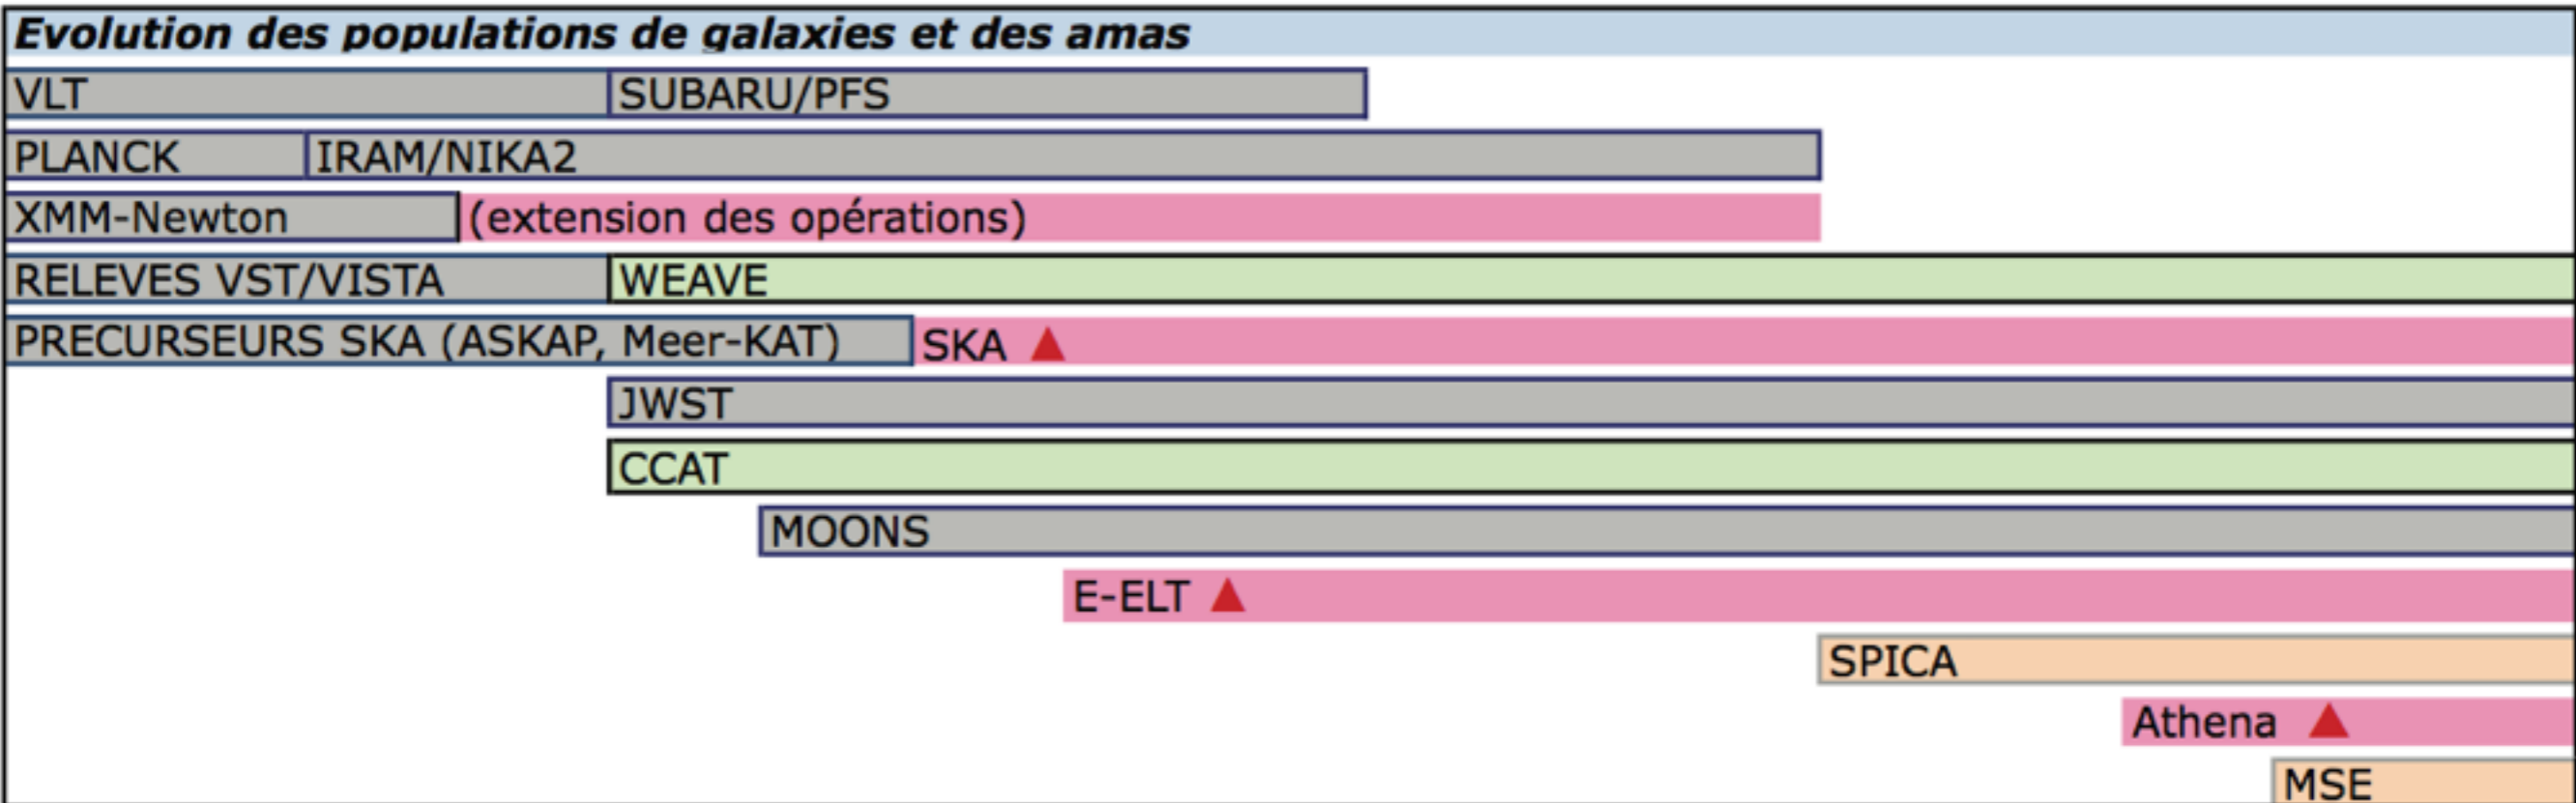 Evolution des populations de galaxies et des amas
VLT SUBARU/PFS
PLANCK IRAM/NIKA2
XMM-Newton (extension des opérations)
RELEVES VST/VISTA WEAVE
PRECURSEURS SKA (ASKAP, Meer-KAT) SKA
JWST
CCAT
MOONS
E-ELT
SPICA
Athena
MSE